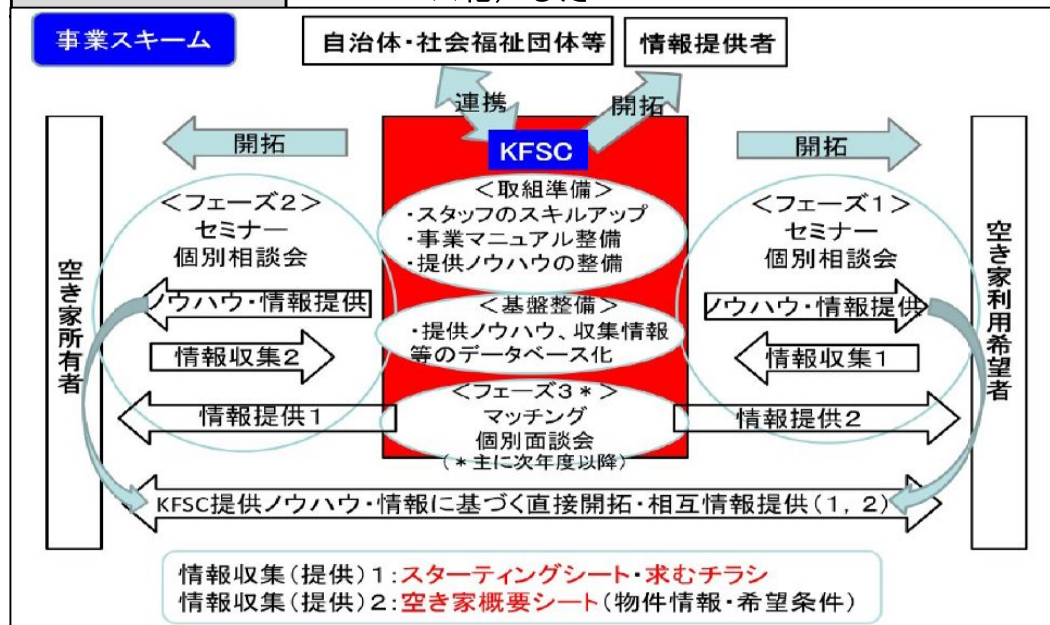 事業スキーム
自治体・社会福祉団体等
情報提供者
連携
開拓
KFSC
開拓
開拓
空き家所有者
<フェーズ2>
セミナー
個別相談会
ノウハウ・情報提供
情報収集2
情報提供1
<取組準備>
・スタッフのスキルアップ
・事業マニュアル整備
・提供ノウハウの整備
<基盤整備>
・提供ノウハウ、収集情報
等のデータベース化
<フェーズ3*>
マッチング
個別面談会
(*主に次年度以降)
<フェーズ1>
セミナー
個別相談会
ノウハウ・情報提供
情報収集1
情報提供2
空き家利用希望者
KFSC提供ノウハウ・情報に基づく直接開拓・相互情報提供(1, 2)
情報収集(提供)1:スターティングシート・求むチラシ
情報収集(提供)2:空き家概要シート(物件情報・希望条件)